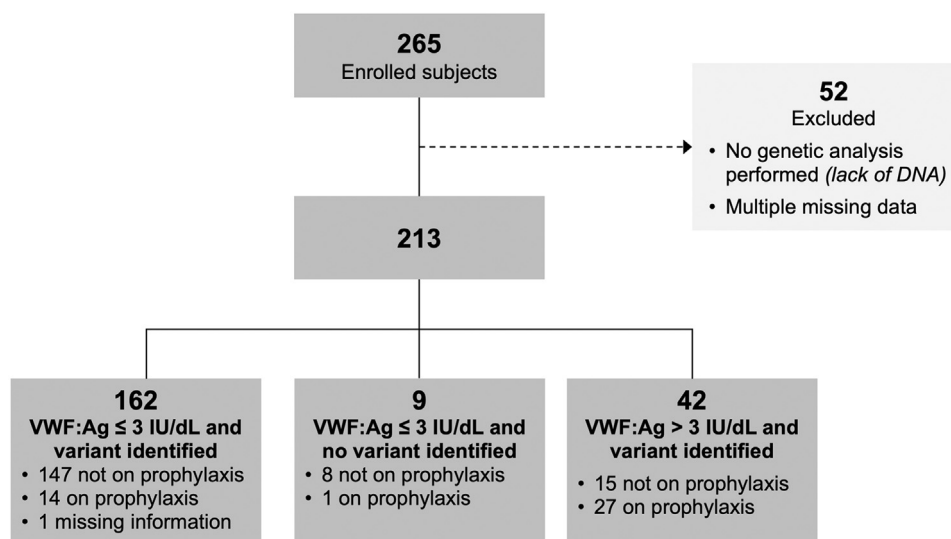 265
Enrolled subjects
52
Excluded
• No genetic analysis
performed (lack of DNA)
• Multiple missing data
213
162
VWF:Ag ≤ 3 IU/dL and
variant identified
• 147 not on prophylaxis
• 14 on prophylaxis
• 1 missing information
9
VWF:Ag ≤ 3 IU/dL and
no variant identified
• 8 not on prophylaxis
• 1 on prophylaxis
42
VWF:Ag > 3 IU/dL and
variant identified
• 15 not on prophylaxis
• 27 on prophylaxis